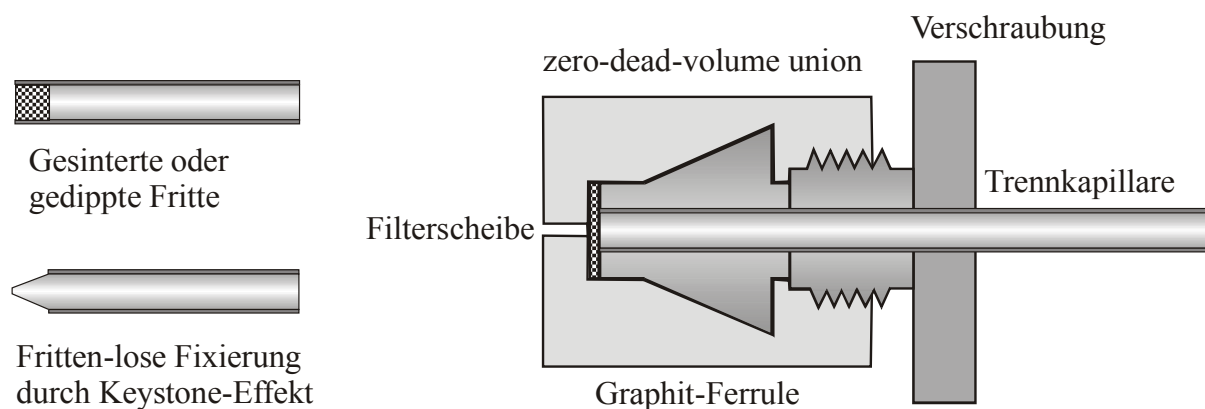 Gesinterte oder
gedippte Fritte
Fritten-lose Fixierung
durch Keystone-Effekt
Verschraubung
zero-dead-volume union
Trennkapillare
Filterscheibe
Graphit-Ferrule